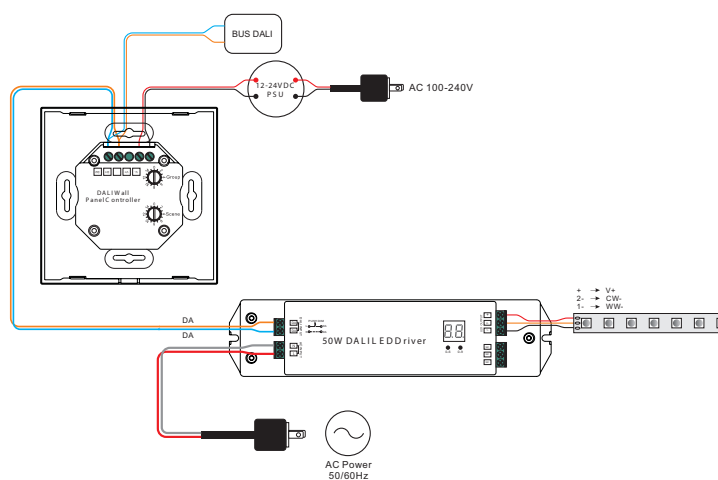 BUS DALI
12-24VDC
PSU
AC 100-240V
Group
DALI Wall
Panel Controller
Scene
DA
DA
50W DALI LED Driver
+ → V+
2- → CW-
1- → WW-
AC Power
50/60Hz